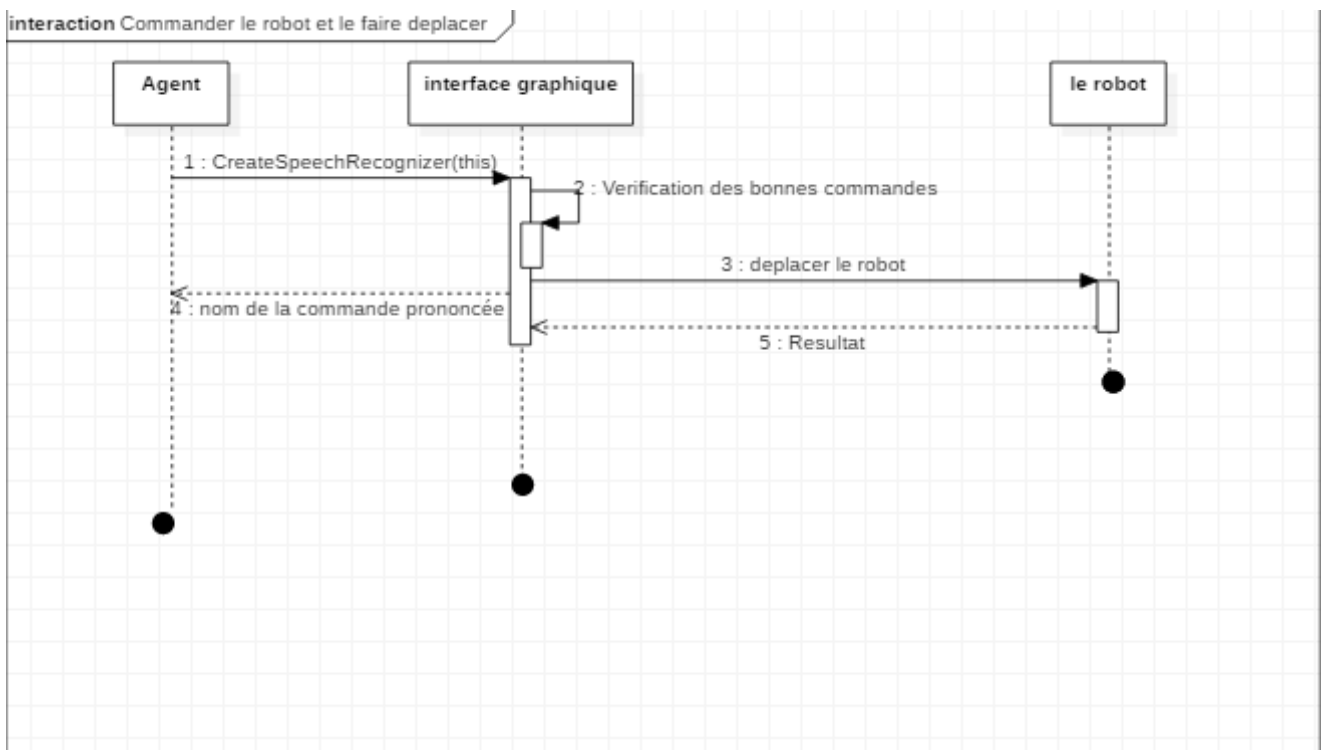 interaction Commander le robot et le faire deplacer
Agent
interface graphique
le robot
1 : CreateSpeechRecognizer(this)
2 : Verification des bonnes commandes
3 : deplacer le robot
4 : nom de la commande prononcée
5 : Resultat